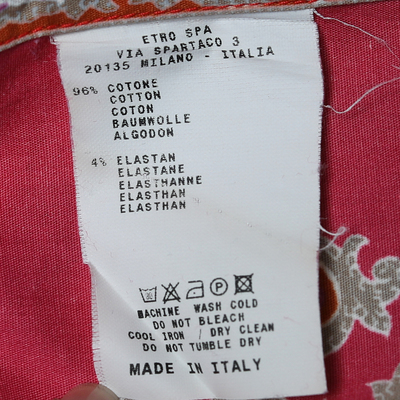 ETRO SPA
VIA SPARTACO 3
20135 MILANO - ITALIA
96% COTONE
COTTON
COTON
BAUMWOLLE
ALGODON
4% ELASTAN
ELASTANE
ELASTHANNE
ELASTHAN
ELASTHAN
P
MACHINE WASH COLD
DO NOT BLEACH
COOL IRON / DRY CLEAN
DO NOT TUMBLE DRY
MADE IN ITALY